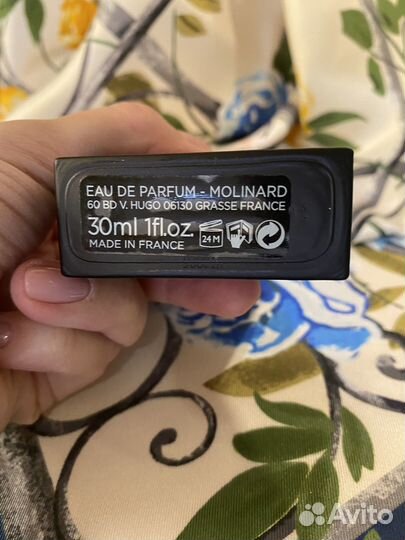 EAU DE PARFUM - MOLINARD
60 BD V. HUGO 06130 GRASSE FRANCE
30ml 1fl.oz
24M
MADE IN FRANCE
Avito